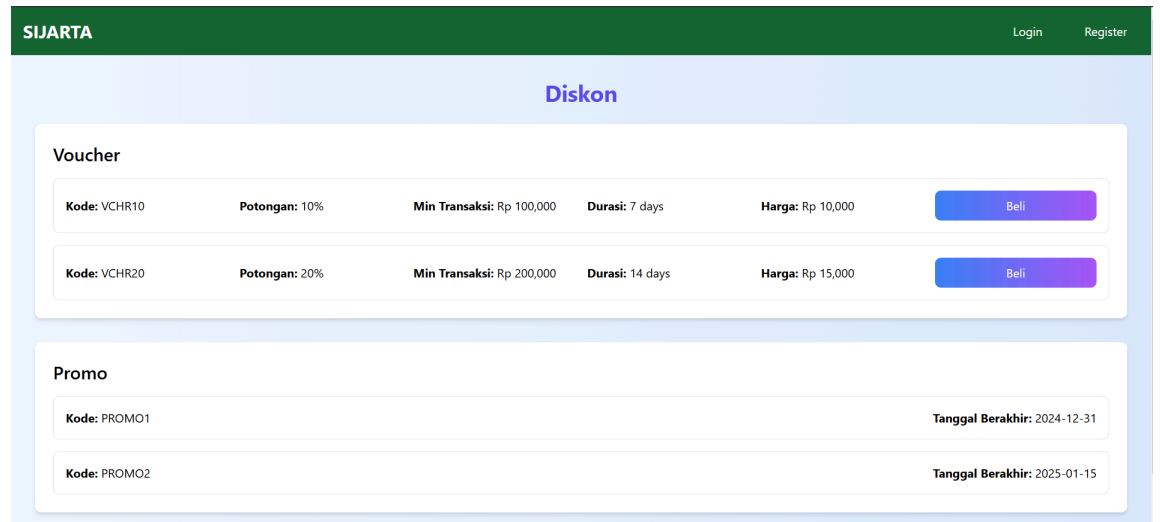 SIJARTA Login Register
Diskon
Voucher
Kode: VCHR10 Potongan: 10% Min Transaksi: Rp 100,000 Durasi: 7 days Harga: Rp 10,000 Beli
Kode: VCHR20 Potongan: 20% Min Transaksi: Rp 200,000 Durasi: 14 days Harga: Rp 15,000 Beli
Promo
Kode: PROMO1 Tanggal Berakhir: 2024-12-31
Kode: PROMO2 Tanggal Berakhir: 2025-01-15